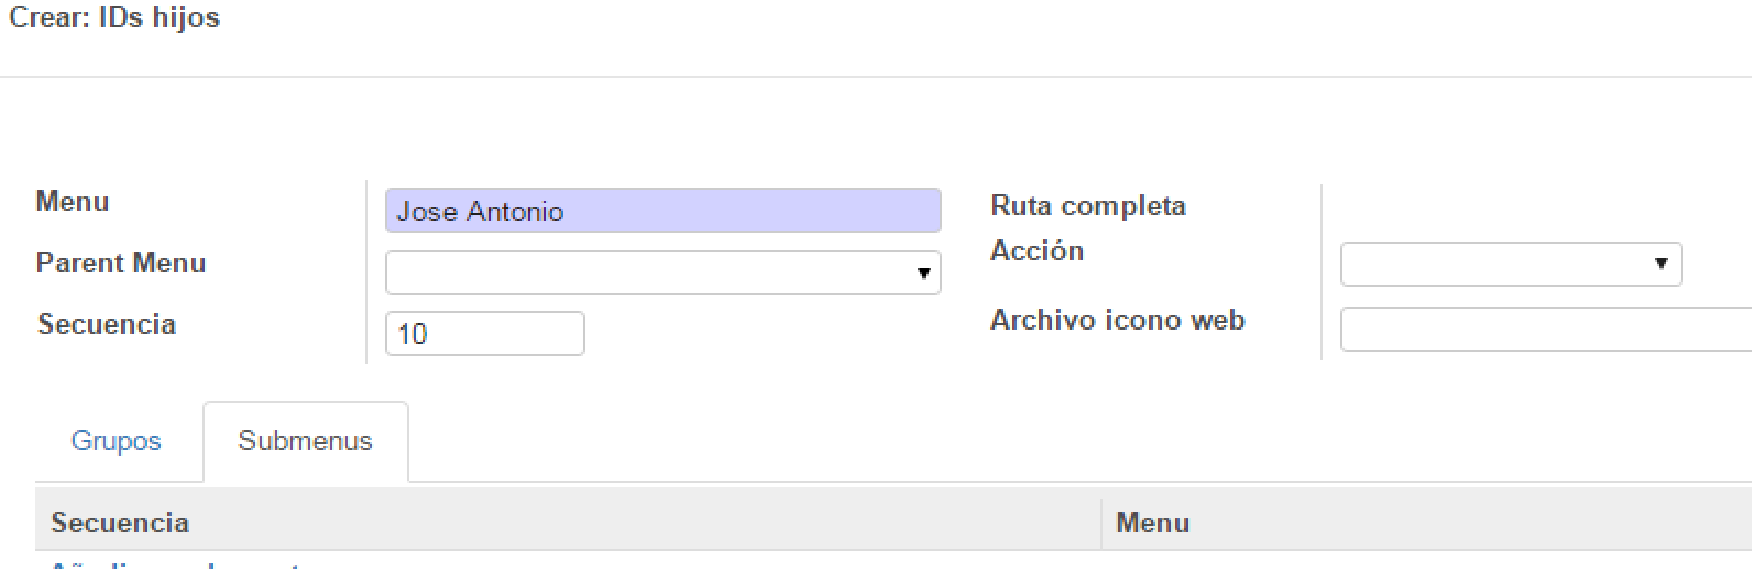 Crear: IDs hijos
Menu
Jose Antonio
Parent Menu
Secuencia
10
Ruta completa
Acción
Archivo icono web
Grupos
Submenus
Secuencia
Menu